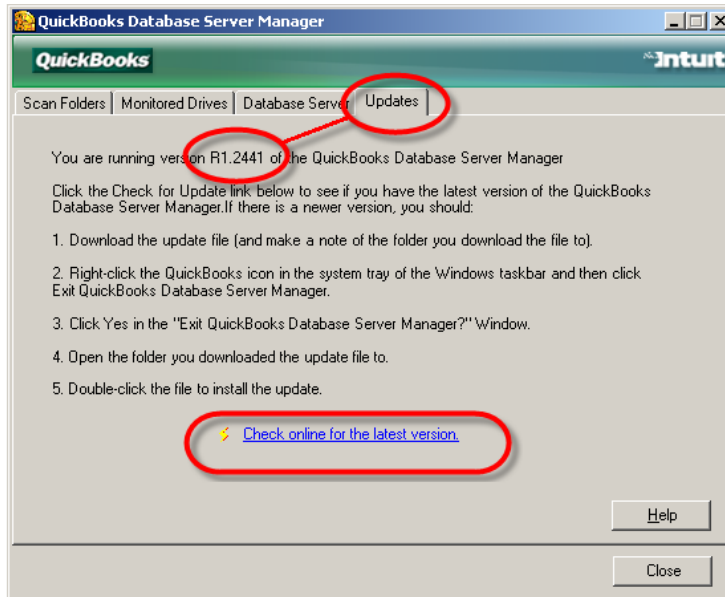 QuickBooks Database Server Manager
QuickBooks
Intuit
Scan Folders
Monitored Drives
Database Server
Updates
You are running version R1.2441 of the QuickBooks Database Server Manager
Click the Check for Update link below to see if you have the latest version of the QuickBooks
Database Server Manager.If there is a newer version, you should:
1. Download the update file (and make a note of the folder you download the file to).
2. Right-click the QuickBooks icon in the system tray of the Windows taskbar and then click
Exit QuickBooks Database Server Manager.
3. Click Yes in the "Exit QuickBooks Database Server Manager?" Window.
4. Open the folder you downloaded the update file to.
5. Double-click the file to install the update.
Check online for the latest version.
Help
Close